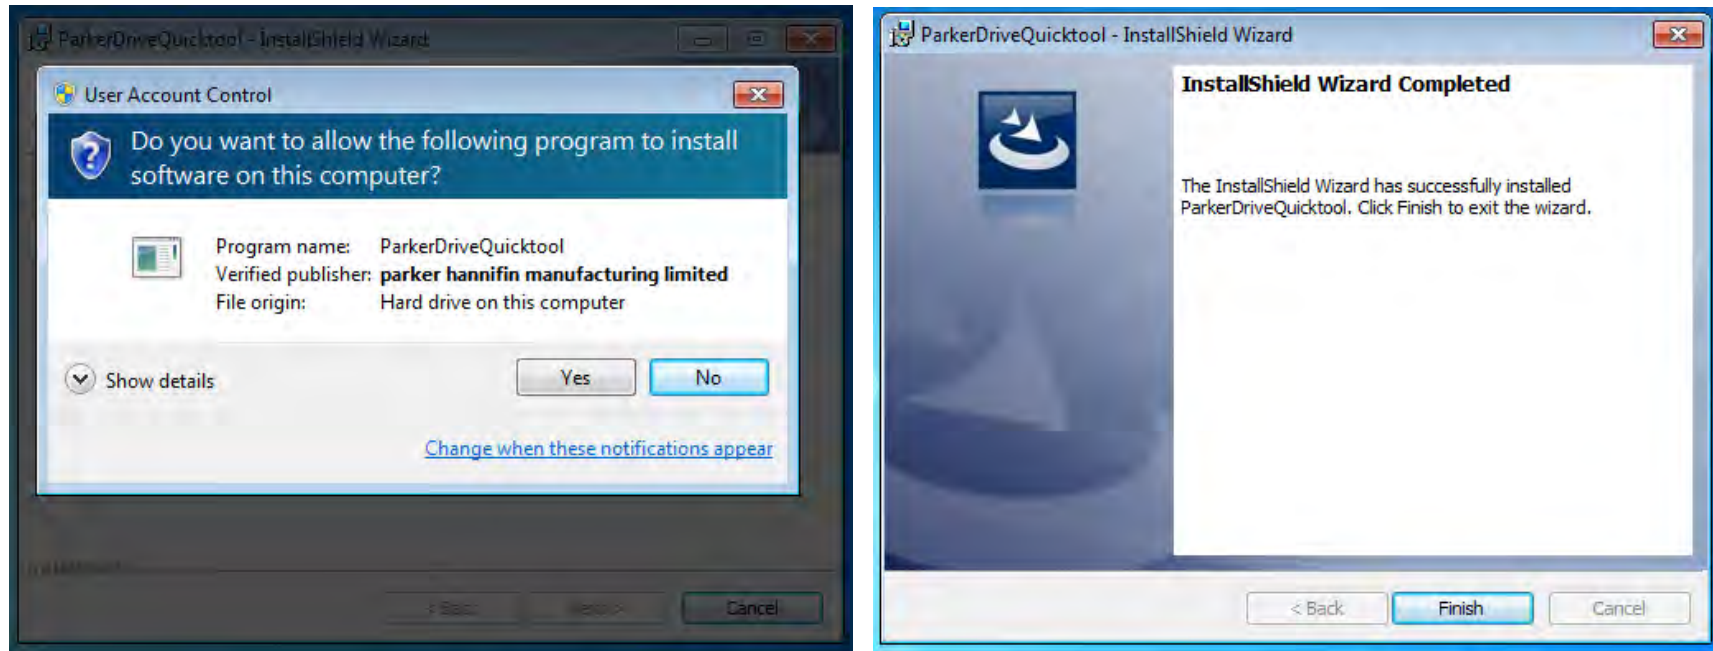 ParkerDriveQuicktool - InstallShield Wizard
User Account Control
Do you want to allow the following program to install
software on this computer?
Program name: ParkerDriveQuicktool
Verified publisher: parker hannifin manufacturing limited
File origin: Hard drive on this computer
Show details
Yes
No
Change when these notifications appear
< Back
Next >
Cancel
ParkerDriveQuicktool - InstallShield Wizard
InstallShield Wizard Completed
The InstallShield Wizard has successfully installed
ParkerDriveQuicktool. Click Finish to exit the wizard.
< Back
Finish
Cancel